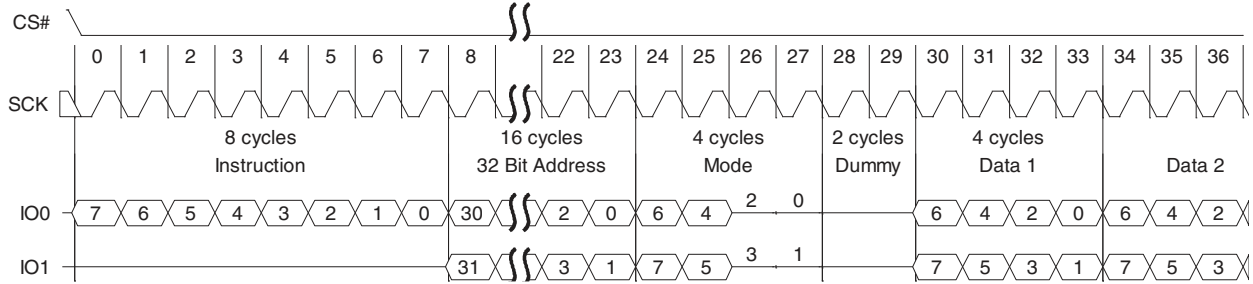 CS#
0 1 2 3 4 5 6 7 8 22 23 24 25 26 27 28 29 30 31 32 33 34 35 36
SCK
8 cycles 16 cycles 4 cycles 2 cycles 4 cycles
Instruction 32 Bit Address Mode Dummy Data 1 Data 2
IO0 7 6 5 4 3 2 1 0 30 2 0 6 4 2 0 6 4 2 0 6 4 2
IO1 31 3 1 7 5 3 1 7 5 3 1 7 5 3